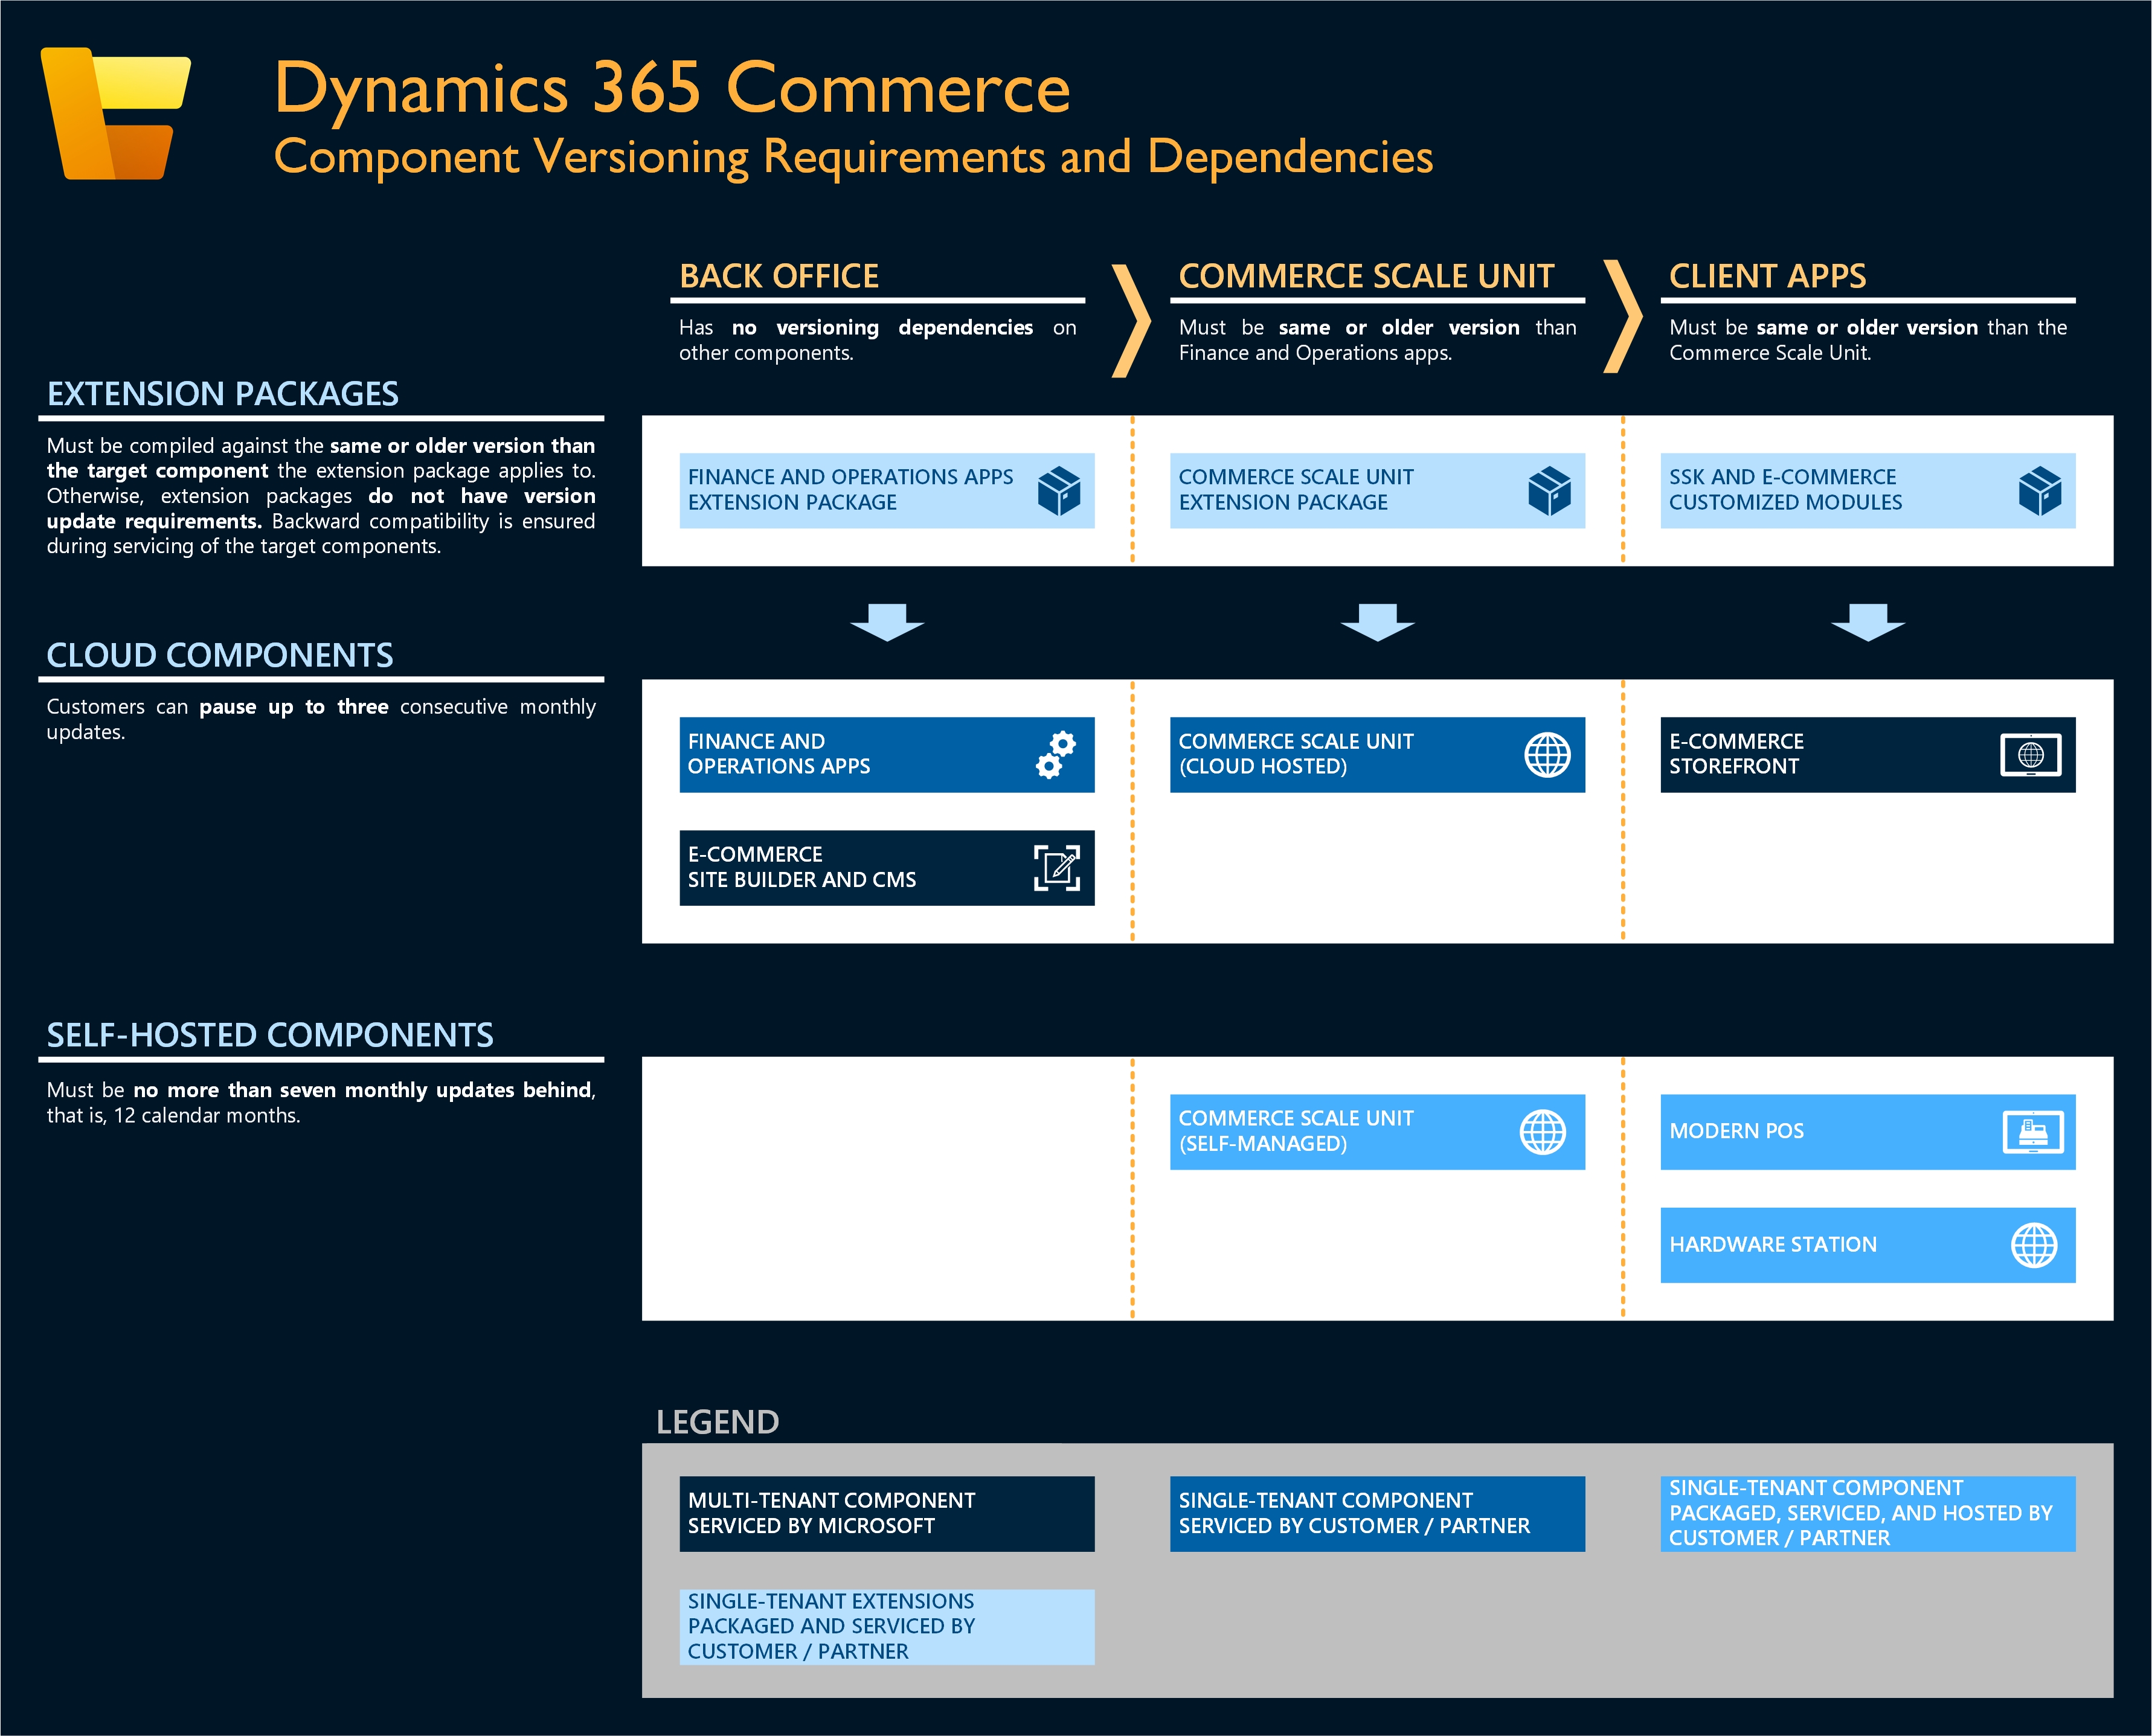 Dynamics 365 Commerce
Component Versioning Requirements and Dependencies
BACK OFFICE
Has no versioning dependencies on
other components.
COMMERCE SCALE UNIT
Must be same or older version than
Finance and Operations apps.
CLIENT APPS
Must be same or older version than the
Commerce Scale Unit.
EXTENSION PACKAGES
Must be compiled against the same or older version than
the target component the extension package applies to.
Otherwise, extension packages do not have version
update requirements. Backward compatibility is ensured
during servicing of the target components.
FINANCE AND OPERATIONS APPS
EXTENSION PACKAGE
COMMERCE SCALE UNIT
EXTENSION PACKAGE
SSK AND E-COMMERCE
CUSTOMIZED MODULES
CLOUD COMPONENTS
Customers can pause up to three consecutive monthly
updates.
FINANCE AND
OPERATIONS APPS
COMMERCE SCALE UNIT
(CLOUD HOSTED)
E-COMMERCE
STOREFRONT
E-COMMERCE
SITE BUILDER AND CMS
SELF-HOSTED COMPONENTS
Must be no more than seven monthly updates behind,
that is, 12 calendar months.
COMMERCE SCALE UNIT
(SELF-MANAGED)
MODERN POS
HARDWARE STATION
LEGEND
MULTI-TENANT COMPONENT
SERVICED BY MICROSOFT
SINGLE-TENANT COMPONENT
SERVICED BY CUSTOMER / PARTNER
SINGLE-TENANT COMPONENT
PACKAGED, SERVICED, AND HOSTED BY
CUSTOMER / PARTNER
SINGLE-TENANT EXTENSIONS
PACKAGED AND SERVICED BY
CUSTOMER / PARTNER